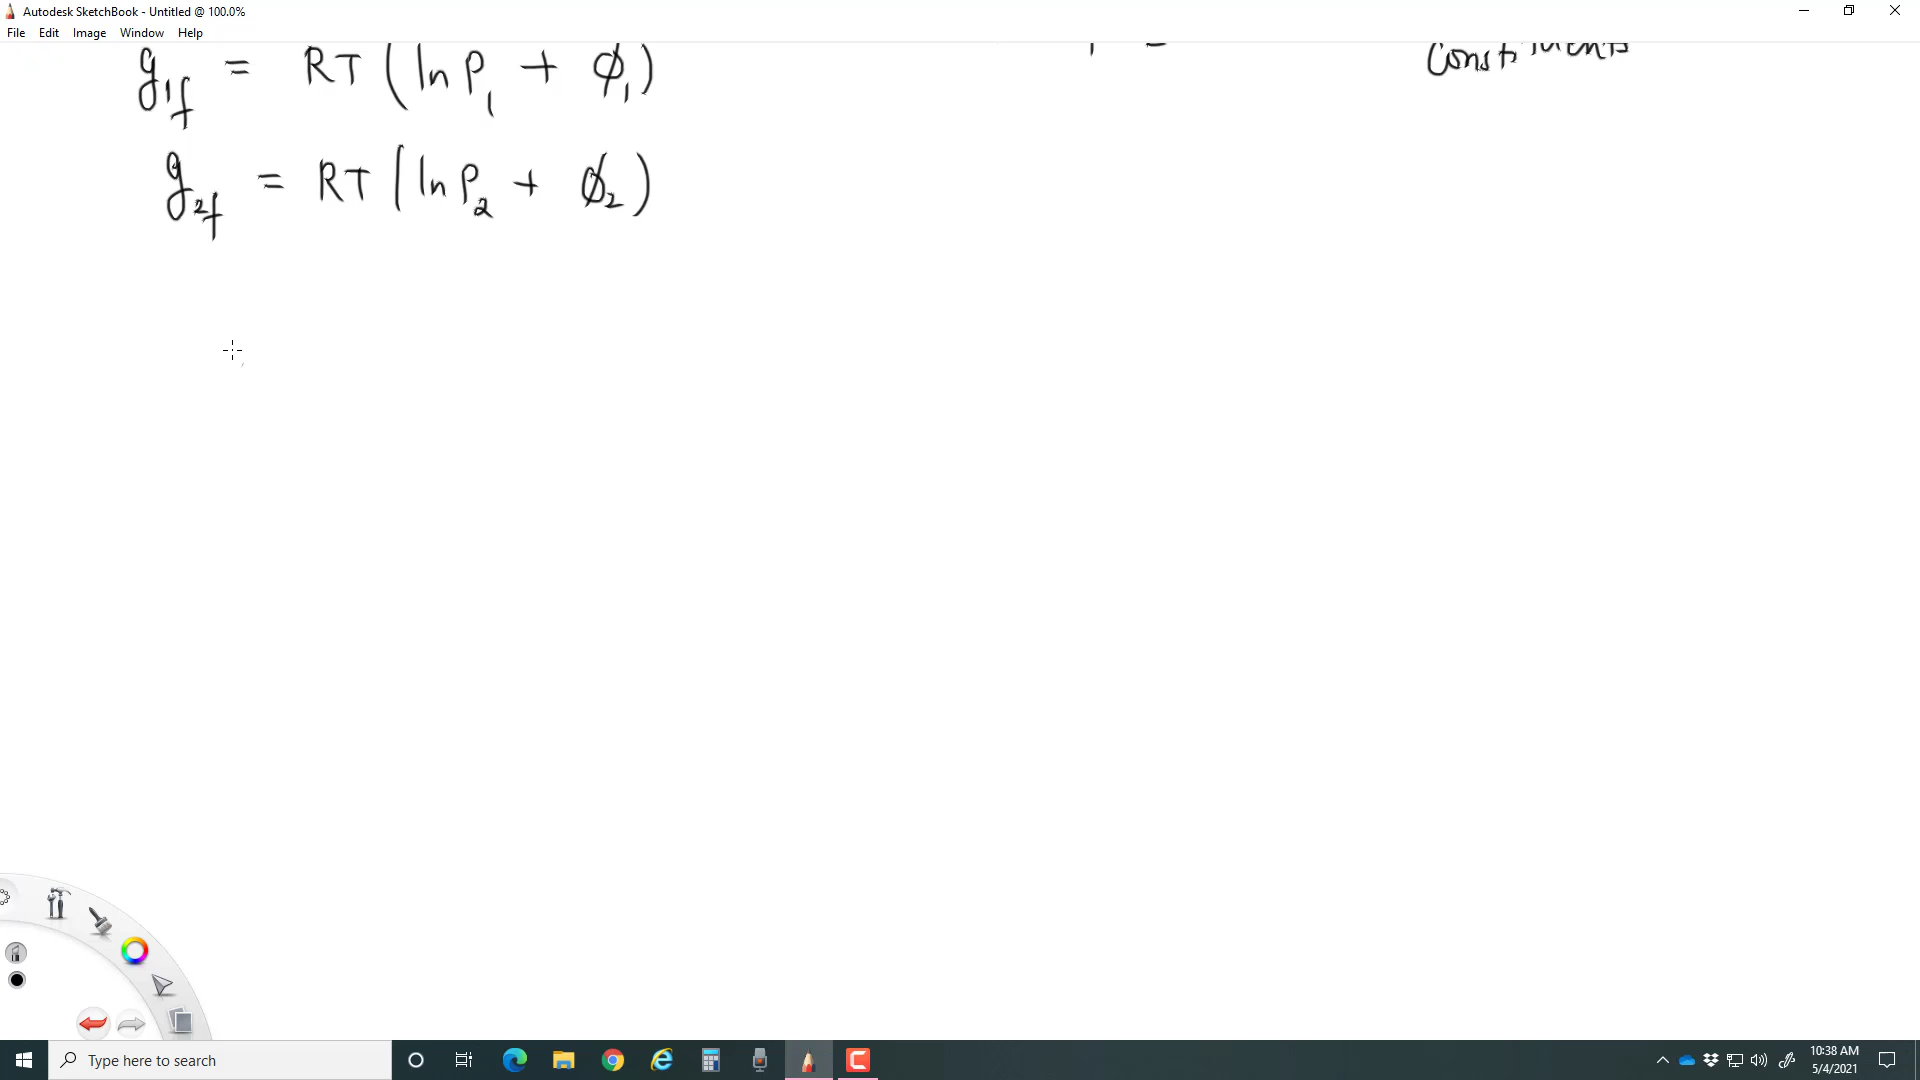 Autodesk SketchBook - Untitled @ 100.0%
File Edit Image Window Help
g₁f = RT (ln P₁ + ϕ₁)
g₂f = RT (ln P₂ + ϕ₂)
Type here to search
10:38 AM
5/4/2021